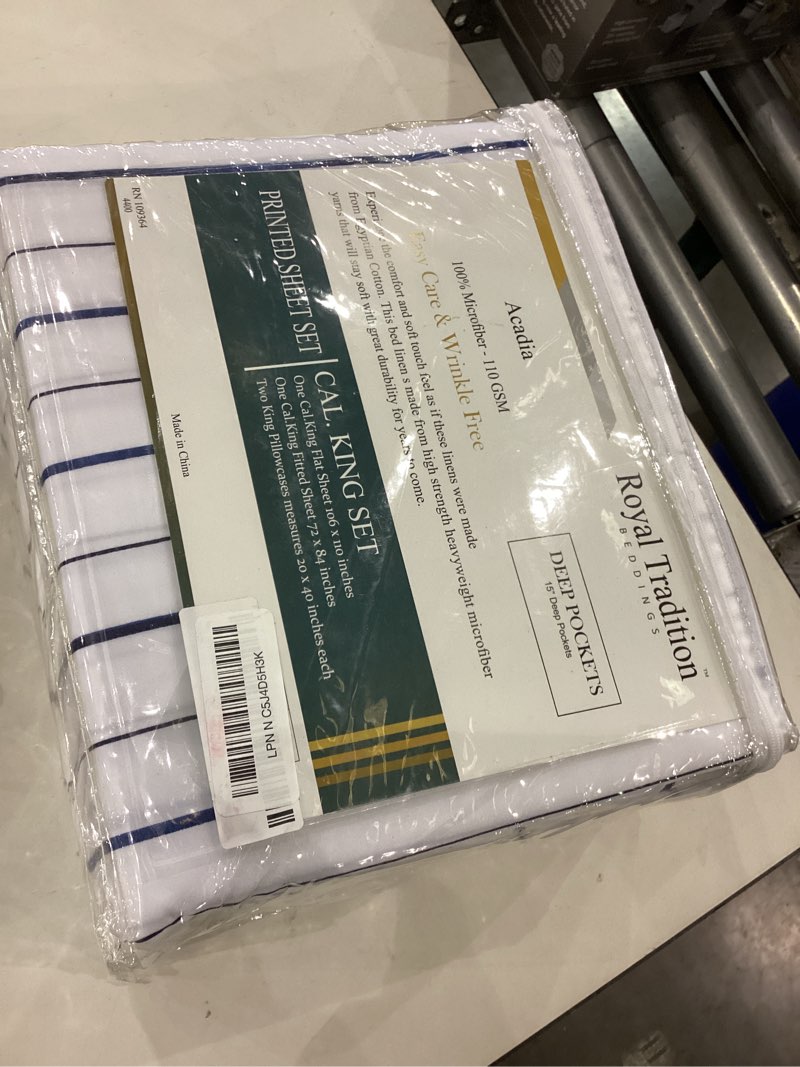 Royal Tradition™
BEDDINGS
DEEP POCKETS
15" Deep Pockets
Acadia
100% Microfiber - 110 GSM
Easy Care & Wrinkle Free
the comfort and soft touch feel as if these linens were made
from Egyptian Cotton. This bed linen s made from high strength heavyweight microfiber
yarns that will stay soft with great durability for years to come.
PRINTED SHEET SET
CAL. KING SET
One Cal.King Flat Sheet 106 x 110 inches
One Cal.King Fitted Sheet 72 x 84 inches
Two King Pillowcases measures 20 x 40 inches each
RN 109364
4400
Made in China
LPN N C5J4D5H3K